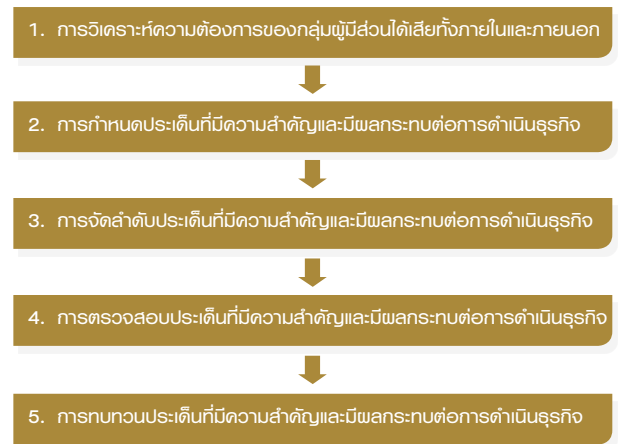 1. การวิเคราะห์ความต้องการของกลุ่มผู้มีส่วนได้เสียทั้งภายในและภายนอก
2. การกำหนดประเด็นที่มีความสำคัญและมีผลกระทบต่อการดำเนินธุรกิจ
3. การจัดลำดับประเด็นที่มีความสำคัญและมีผลกระทบต่อการดำเนินธุรกิจ
4. การตรวจสอบประเด็นที่มีความสำคัญและมีผลกระทบต่อการดำเนินธุรกิจ
5. การทบทวนประเด็นที่มีความสำคัญและมีผลกระทบต่อการดำเนินธุรกิจ